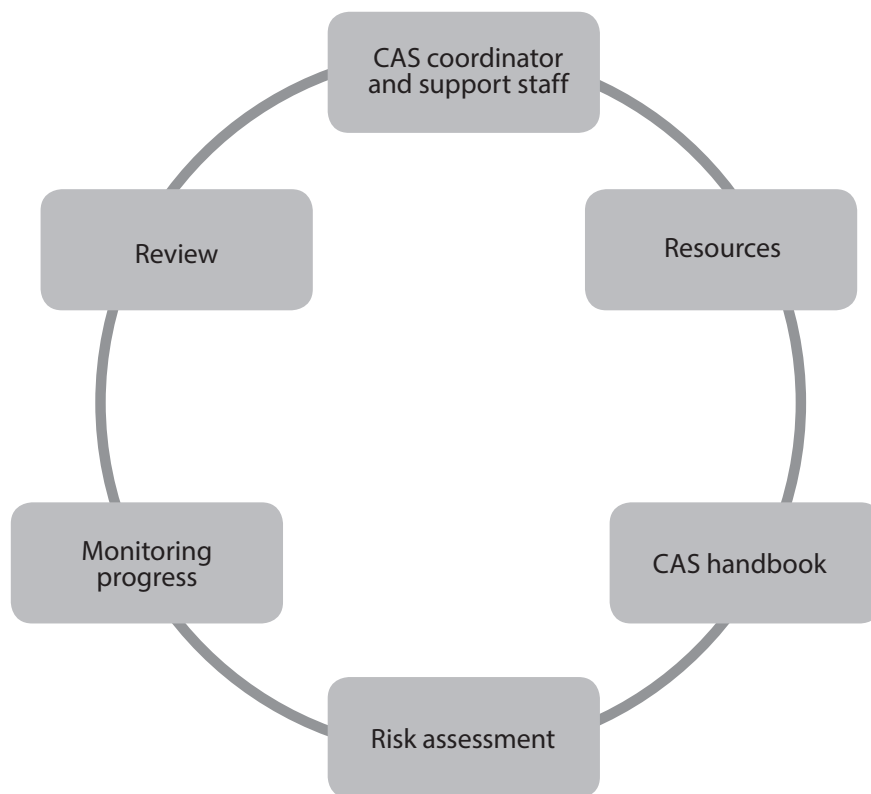 CAS coordinator
and support staff
Resources
CAS handbook
Risk assessment
Monitoring
progress
Review